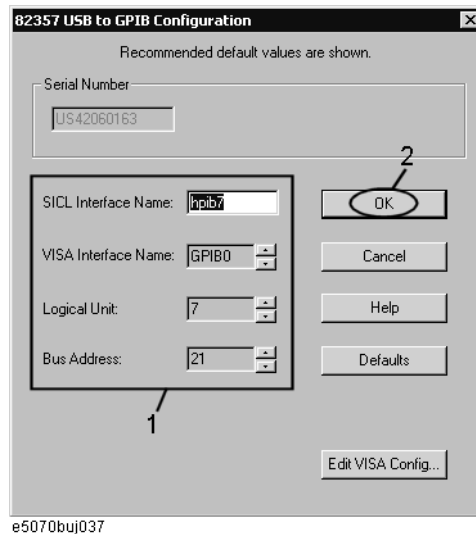 82357 USB to GPIB Configuration
Recommended default values are shown.
Serial Number
US42060163
2
SICL Interface Name: hpib7
OK
VISA Interface Name: GPIB0
Cancel
Logical Unit: 7
Help
Bus Address: 21
Defaults
1
Edit VISA Config...
e5070buj037